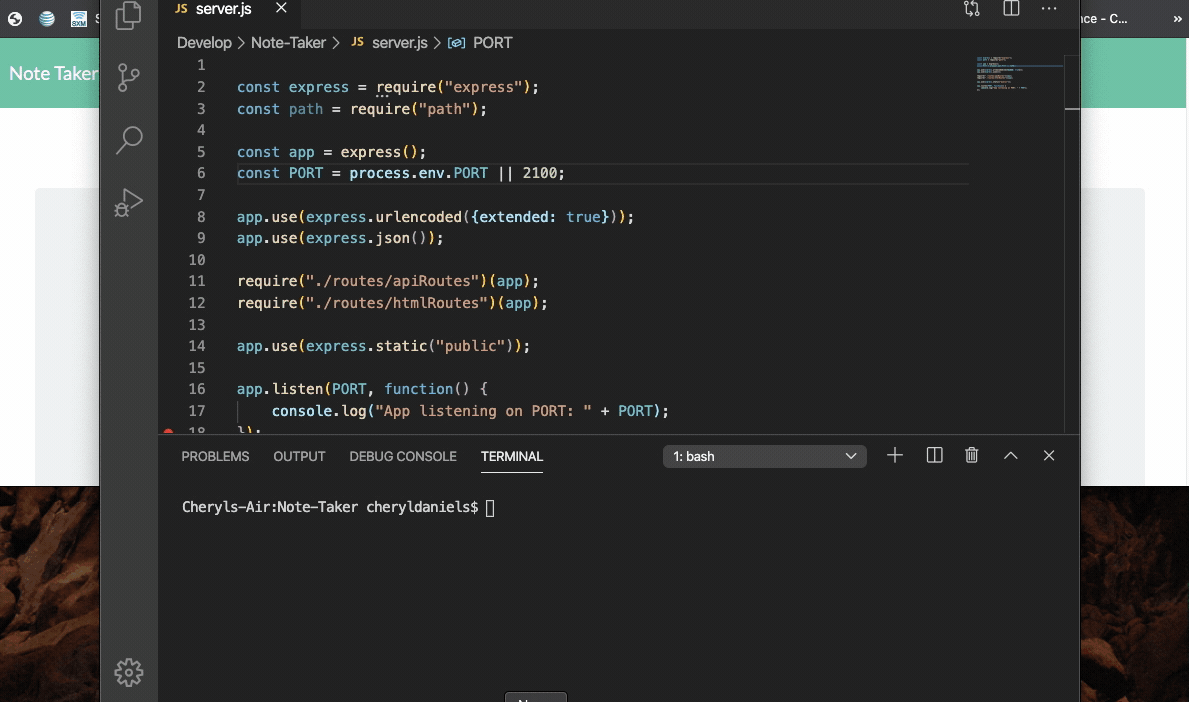 JS server.js
SXM
nce - C...
»
Develop > Note-Taker > JS server.js > PORT
Note Taker
1
2 const express = require("express");
3 const path = require("path");
4
5 const app = express();
6 const PORT = process.env.PORT || 2100;
7
8 app.use(express.urlencoded({extended: true}));
9 app.use(express.json());
10
11 require("./routes/apiRoutes")(app);
12 require("./routes/htmlRoutes")(app);
13
14 app.use(express.static("public"));
15
16 app.listen(PORT, function() {
17 console.log("App listening on PORT: " + PORT);
18 });
PROBLEMS OUTPUT DEBUG CONSOLE TERMINAL 1: bash
Cheryls-Air:Note-Taker cheryldaniels$